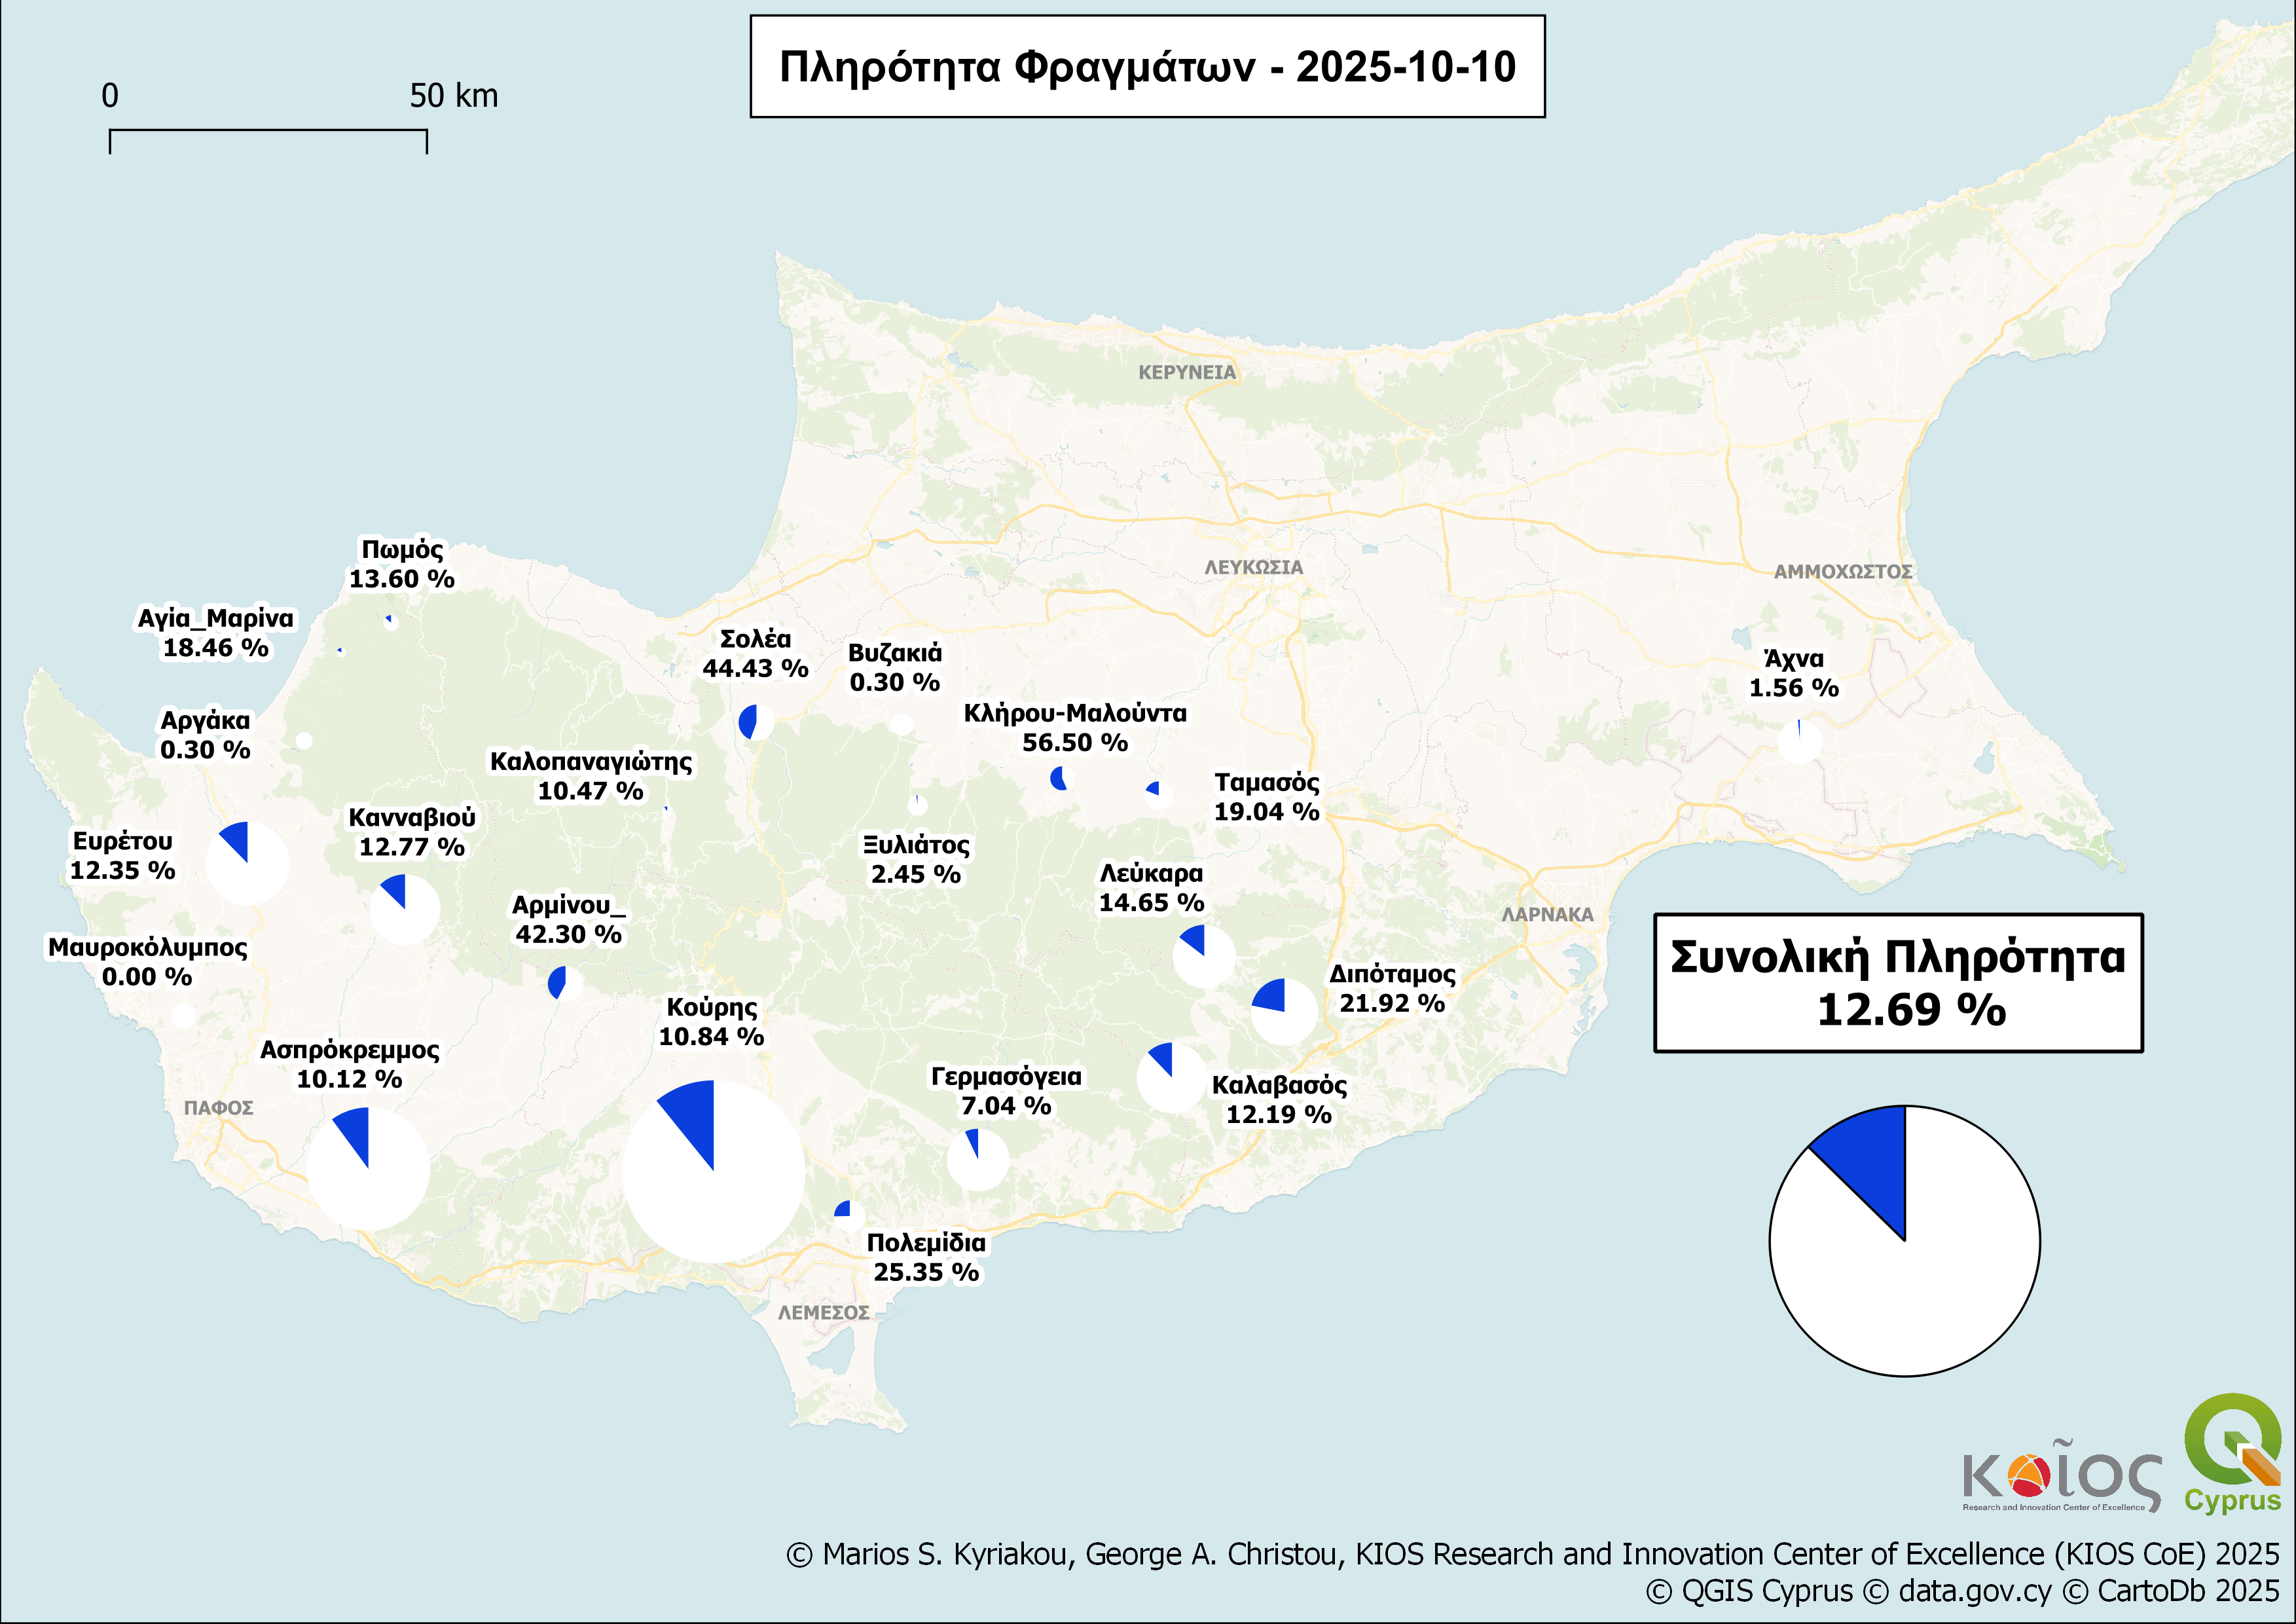 Πληρότητα Φραγμάτων - 2025-10-10
0 50 km
ΚΕΡΥΝΕΙΑ
ΛΕΥΚΩΣΙΑ
ΑΜΜΟΧΩΣΤΟΣ
Πωμός
13.60 %
Αγία_Μαρίνα
18.46 %
Σολέα
44.43 %
Βυζακιά
0.30 %
Άχνα
1.56 %
Αργάκα
0.30 %
Κλήρου-Μαλούντα
56.50 %
Καλοπαναγιώτης
10.47 %
Ταμασός
19.04 %
Ευρέτου
12.35 %
Κανναβιού
12.77 %
Ξυλιάτος
2.45 %
Λεύκαρα
14.65 %
Αρμίνου_
42.30 %
ΛΑΡΝΑΚΑ
Μαυροκόλυμπος
0.00 %
Διπόταμος
21.92 %
Συνολική Πληρότητα
12.69 %
Κούρης
10.84 %
Ασπρόκρεμμος
10.12 %
Γερμασόγεια
7.04 %
Καλαβασός
12.19 %
ΠΑΦΟΣ
Πολεμίδια
25.35 %
ΛΕΜΕΣΟΣ
κοῖος
Research and Innovation Center of Excellence
Cyprus
© Marios S. Kyriakou, George A. Christou, KIOS Research and Innovation Center of Excellence (KIOS CoE) 2025
© QGIS Cyprus © data.gov.cy © CartoDb 2025